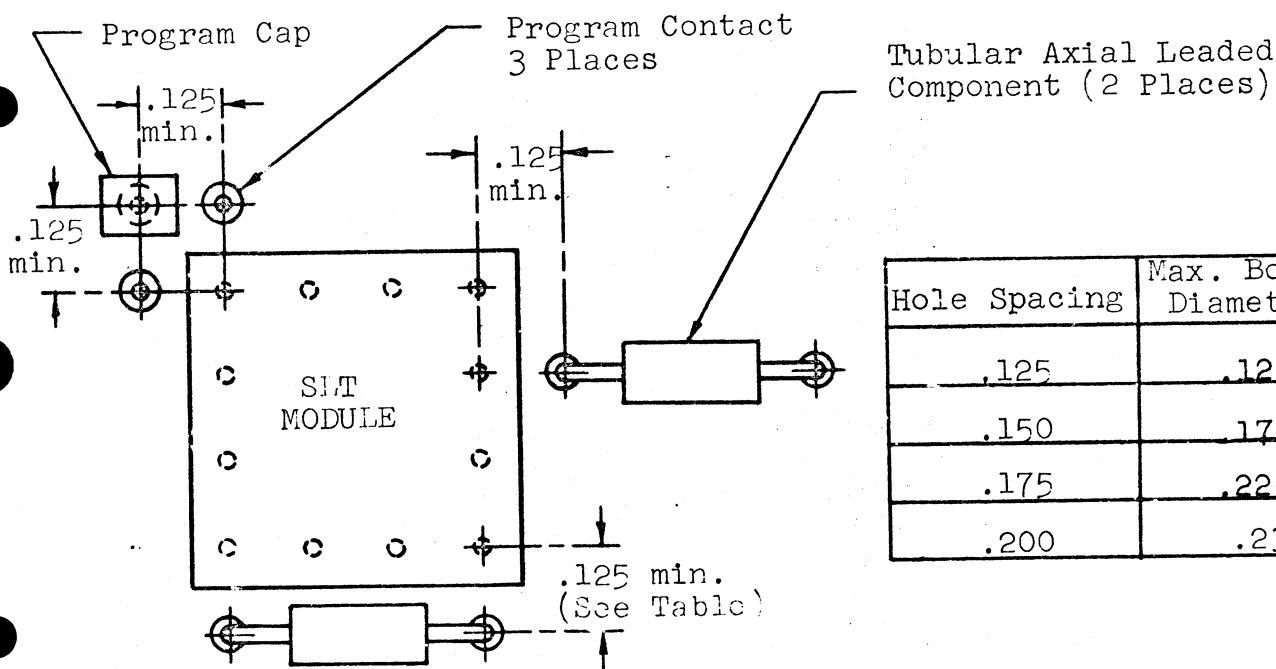 Program Cap
Program Contact
3 Places
Tubular Axial Leaded
Component (2 Places)
.125
min.
.125
min.
.125
min.
SLT
MODULE
.125 min.
(See Table)
Hole Spacing
Max.
.125
.150
.175
.200